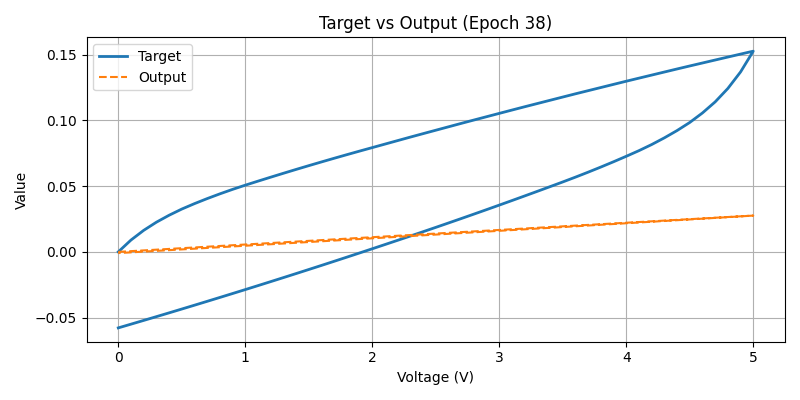 Target vs Output (Epoch 38)
Target
Output
0.15
0.10
0.05
0.00
−0.05
Value
0 1 2 3 4 5
Voltage (V)